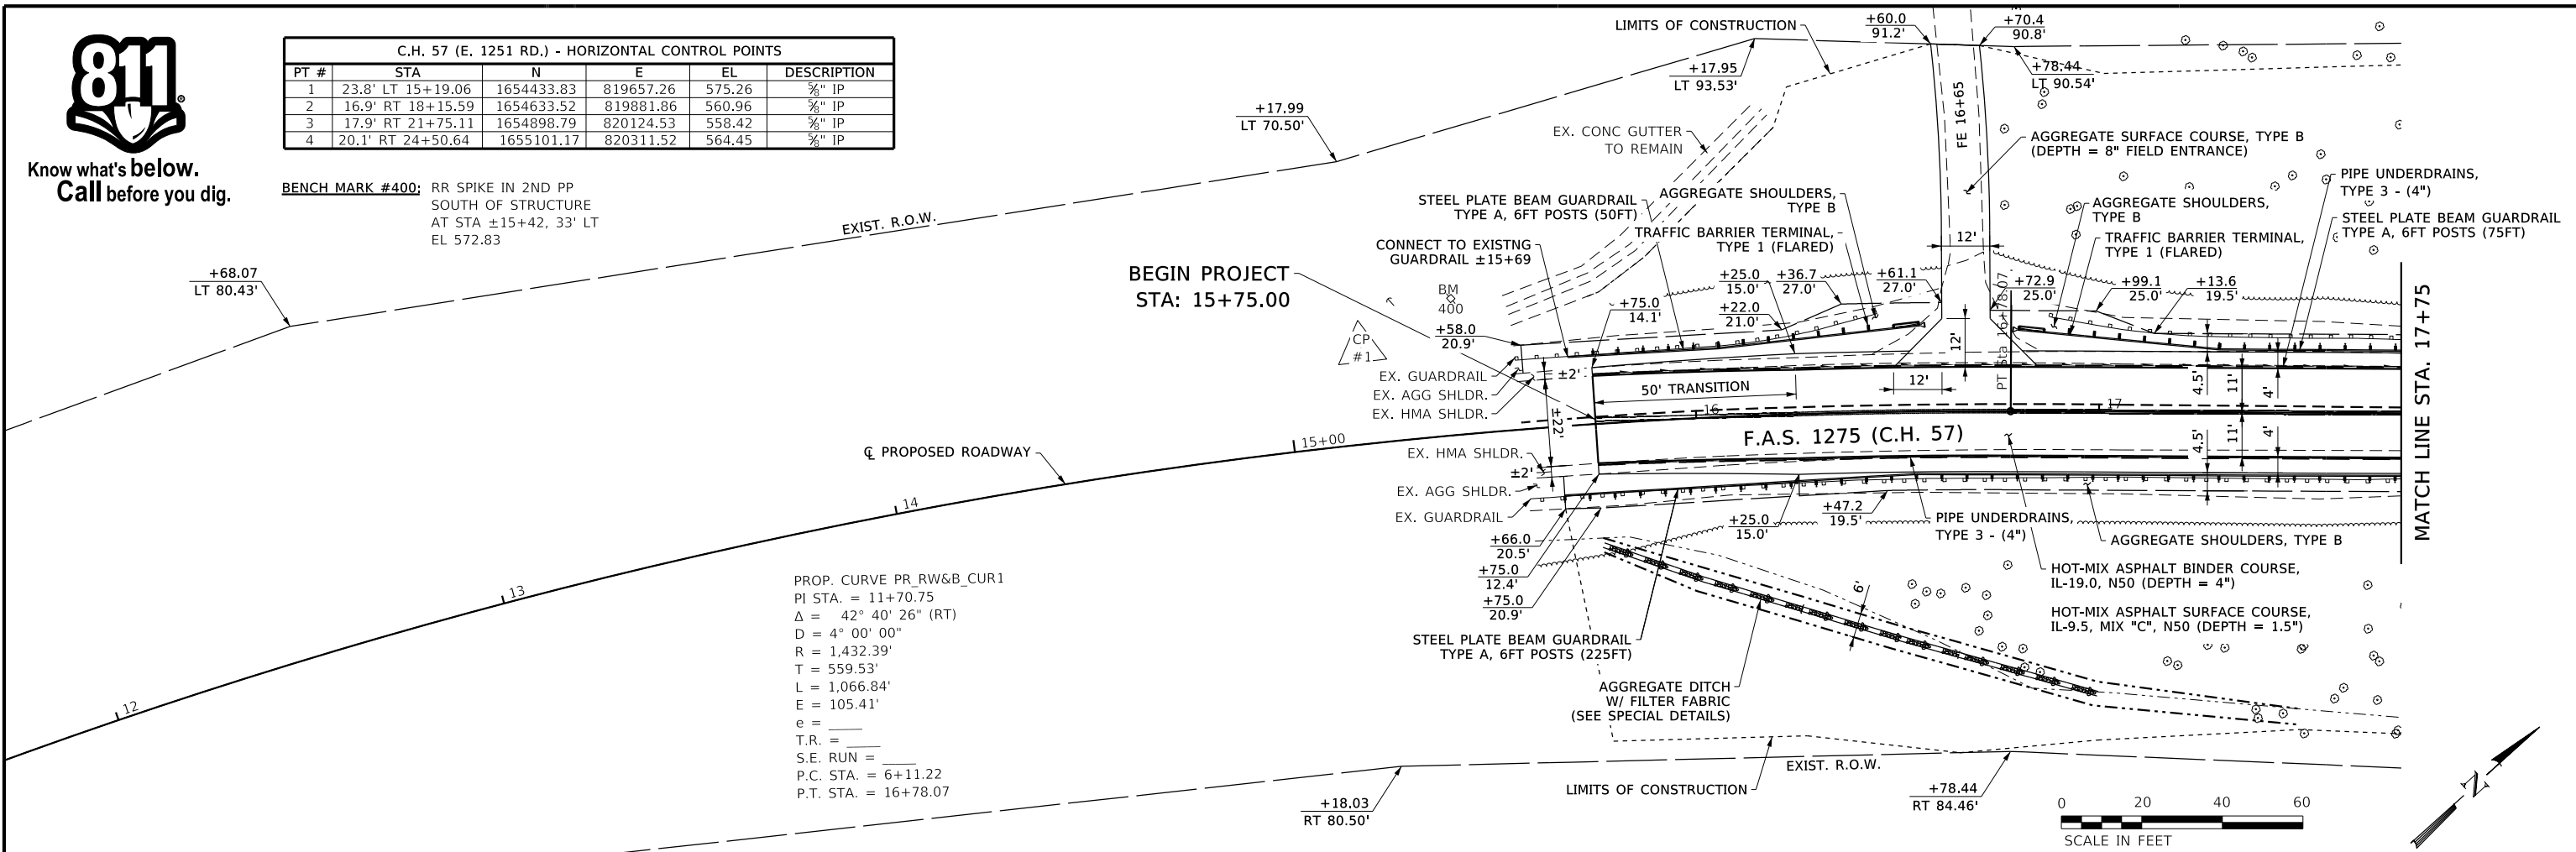 811
®
Know what's below.
Call before you dig.
C.H. 57 (E. 1251 RD.) - HORIZONTAL CONTROL POINTS
PT # STA N E EL DESCRIPTION
1 23.8' LT 15+19.06 1654433.83 819657.26 575.26 ⅝" IP
2 16.9' RT 18+15.59 1654633.52 819881.86 560.96 ⅝" IP
3 17.9' RT 21+75.11 1654898.79 820124.53 558.42 ⅝" IP
4 20.1' RT 24+50.64 1655101.17 820311.52 564.45 ⅝" IP
BENCH MARK #400: RR SPIKE IN 2ND PP
SOUTH OF STRUCTURE
AT STA ±15+42, 33' LT
EL 572.83
+68.07
LT 80.43'
EXIST. R.O.W.
+17.99
LT 70.50'
LIMITS OF CONSTRUCTION
+17.95
LT 93.53'
+60.0
91.2'
+70.4
90.8'
+78.44
LT 90.54'
FE 16+65
EX. CONC GUTTER
TO REMAIN
AGGREGATE SURFACE COURSE, TYPE B
(DEPTH = 8" FIELD ENTRANCE)
STEEL PLATE BEAM GUARDRAIL
TYPE A, 6FT POSTS (50FT)
AGGREGATE SHOULDERS,
TYPE B
TRAFFIC BARRIER TERMINAL,
TYPE 1 (FLARED)
CONNECT TO EXISTNG
GUARDRAIL ±15+69
PIPE UNDERDRAINS,
TYPE 3 - (4")
AGGREGATE SHOULDERS,
TYPE B
STEEL PLATE BEAM GUARDRAIL
TYPE A, 6FT POSTS (75FT)
TRAFFIC BARRIER TERMINAL,
TYPE 1 (FLARED)
BEGIN PROJECT
STA: 15+75.00
BM
400
CP
#1
+58.0
20.9'
+75.0
14.1'
+22.0
21.0'
+25.0
15.0'
+36.7
27.0'
+61.1
27.0'
12'
+72.9
25.0'
+99.1
25.0'
+13.6
19.5'
12'
12'
PT Sta 16+78.07
EX. GUARDRAIL
EX. AGG SHLDR.
EX. HMA SHLDR.
±2'
±22'
±2'
50' TRANSITION
16
17
4.5'
11'
4'
4.5'
11'
4'
F.A.S. 1275 (C.H. 57)
MATCH LINE STA. 17+75
℄ PROPOSED ROADWAY
15+00
14
13
12
EX. HMA SHLDR.
EX. AGG SHLDR.
EX. GUARDRAIL
+66.0
20.5'
+75.0
12.4'
+75.0
20.9'
+25.0
15.0'
+47.2
19.5'
PIPE UNDERDRAINS,
TYPE 3 - (4")
AGGREGATE SHOULDERS, TYPE B
HOT-MIX ASPHALT BINDER COURSE,
IL-19.0, N50 (DEPTH = 4")
HOT-MIX ASPHALT SURFACE COURSE,
IL-9.5, MIX "C", N50 (DEPTH = 1.5")
6'
STEEL PLATE BEAM GUARDRAIL
TYPE A, 6FT POSTS (225FT)
AGGREGATE DITCH
W/ FILTER FABRIC
(SEE SPECIAL DETAILS)
PROP. CURVE PR_RW&B_CUR1
PI STA. = 11+70.75
Δ = 42° 40' 26" (RT)
D = 4° 00' 00"
R = 1,432.39'
T = 559.53'
L = 1,066.84'
E = 105.41'
e = ____
T.R. = ____
S.E. RUN = ____
P.C. STA. = 6+11.22
P.T. STA. = 16+78.07
+18.03
RT 80.50'
LIMITS OF CONSTRUCTION
EXIST. R.O.W.
+78.44
RT 84.46'
0 20 40 60
SCALE IN FEET
N